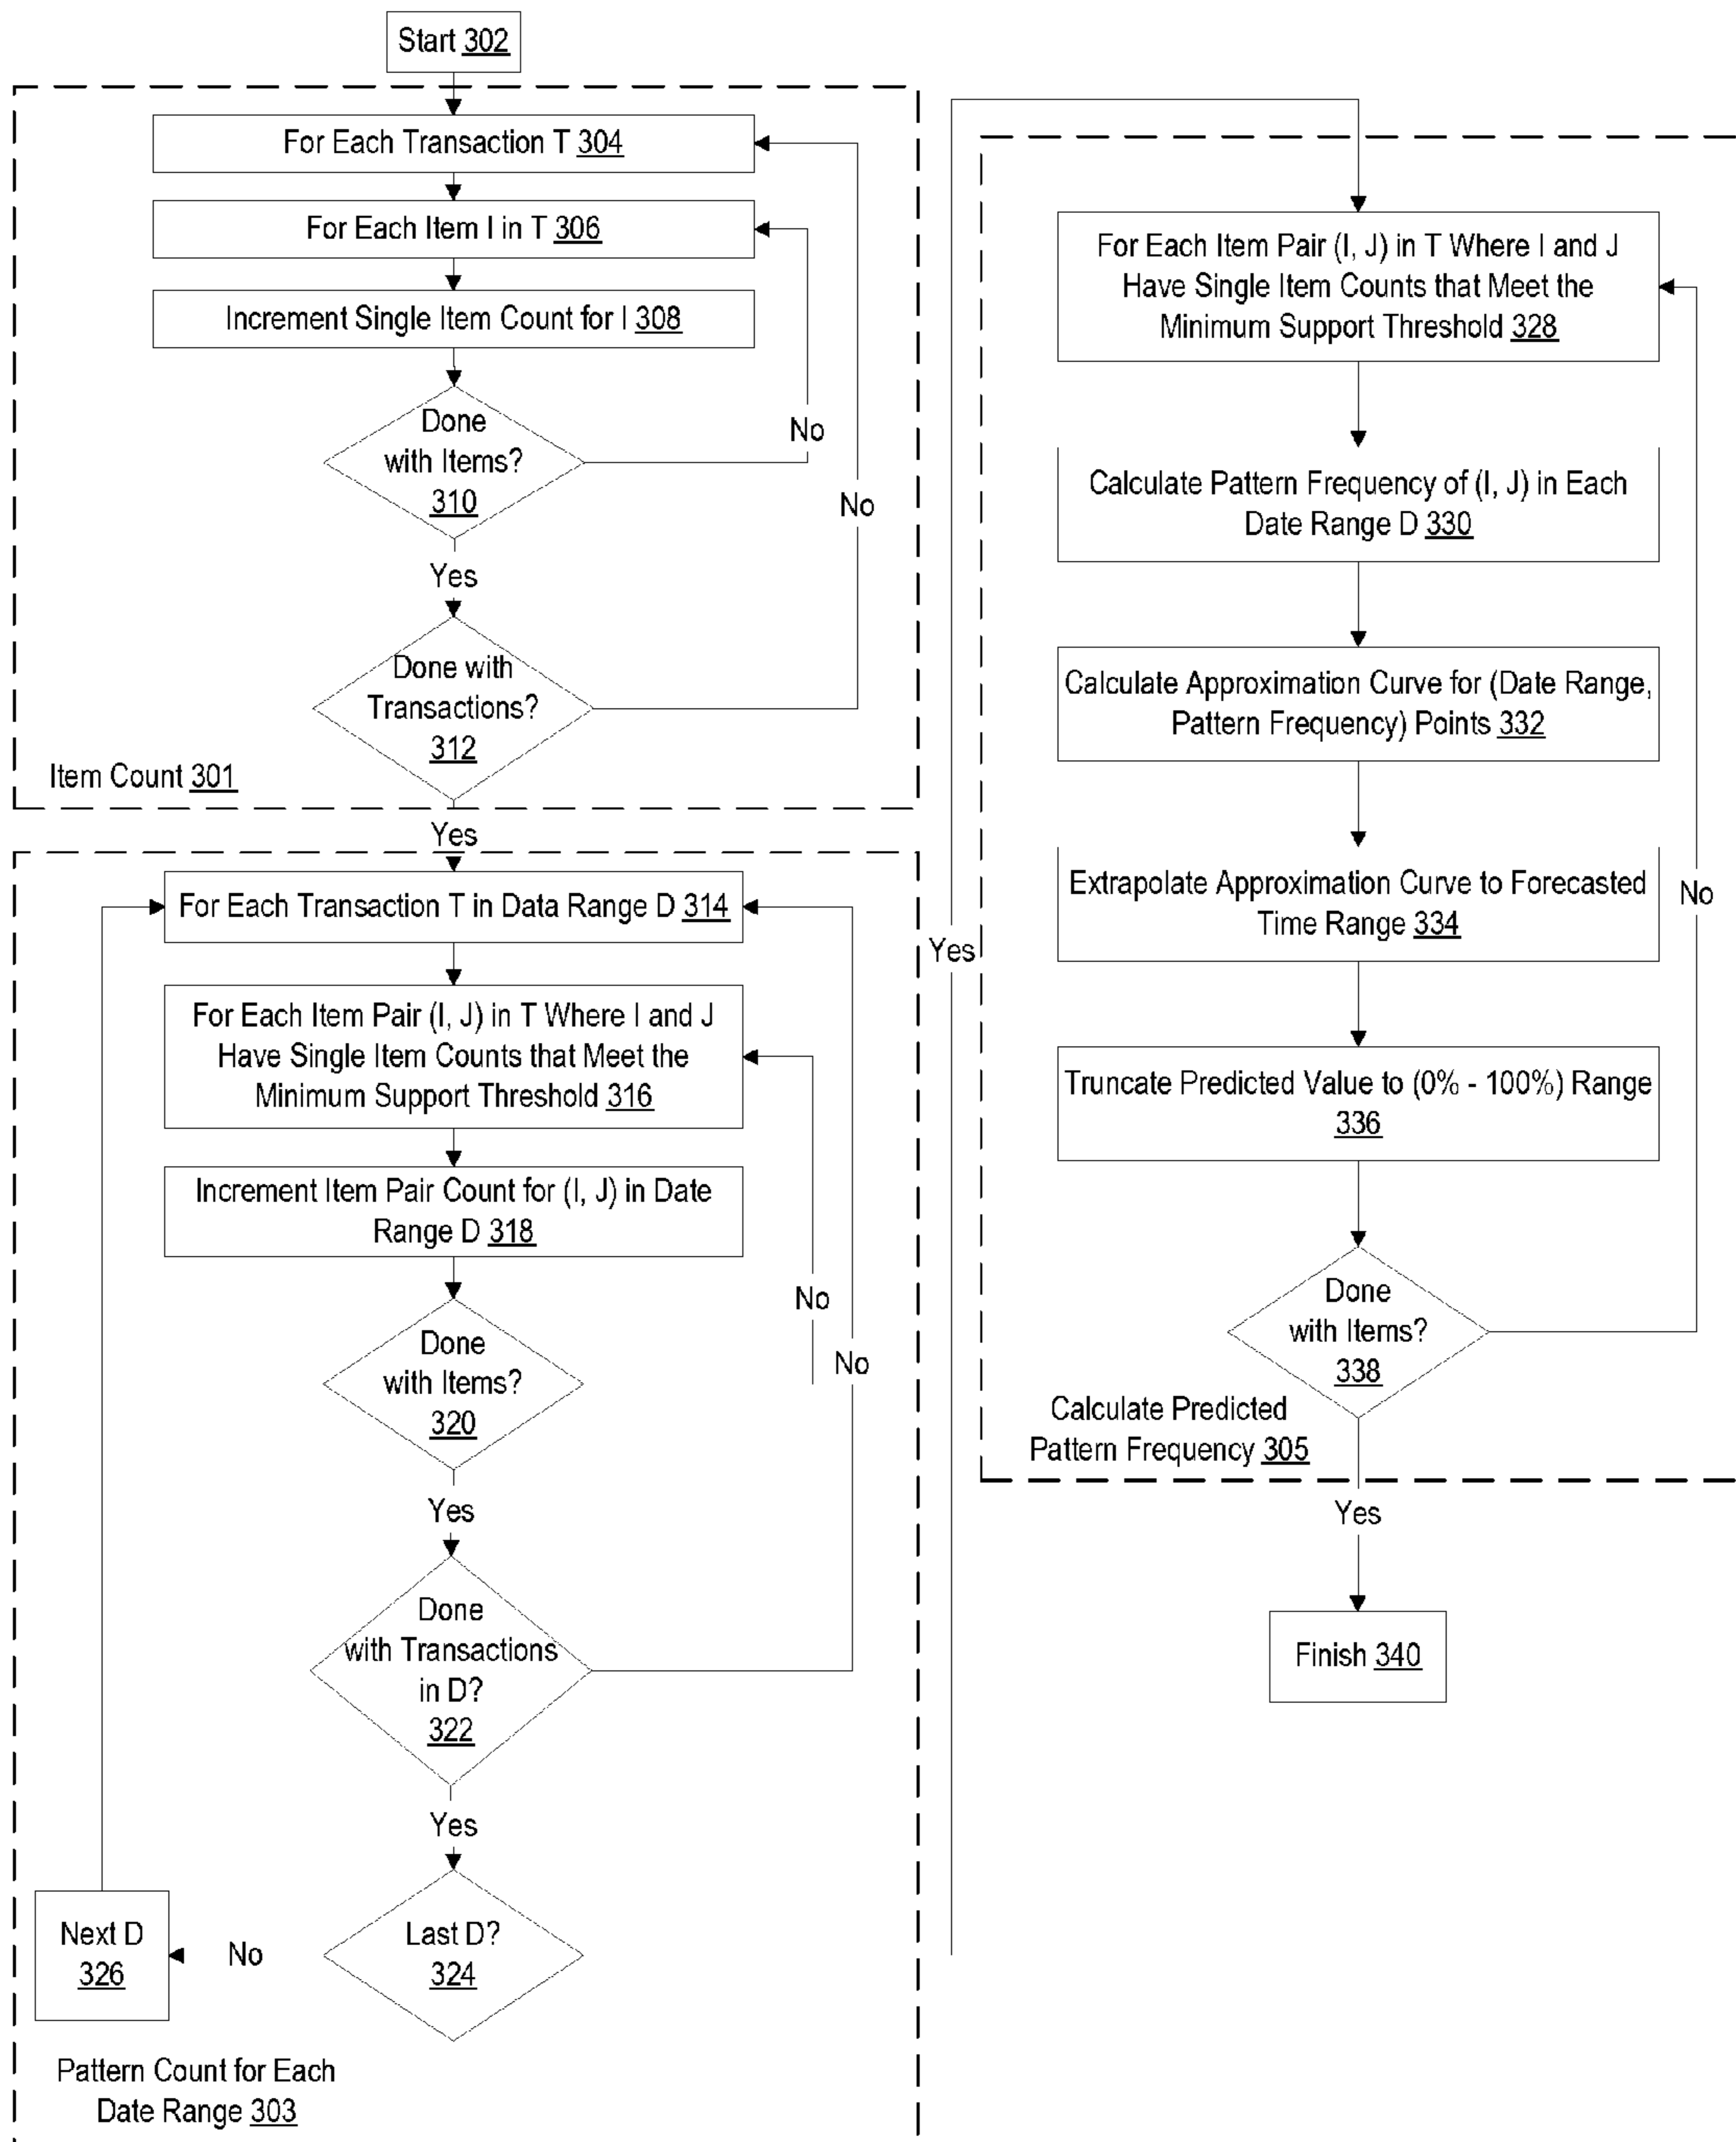 Start 302
For Each Transaction T 304
For Each Item I in T 306
Increment Single Item Count for I 308
Done
with Items?
310
No
Yes
No
Done with
Transactions?
312
Item Count 301
Yes
For Each Transaction T in Data Range D 314
For Each Item Pair (I, J) in T Where I and J
Have Single Item Counts that Meet the
Minimum Support Threshold 316
Increment Item Pair Count for (I, J) in Date
Range D 318
Done
with Items?
320
No
No
Yes
Done
with Transactions
in D?
322
Yes
Last D?
324
No
Next D
326
Pattern Count for Each
Date Range 303
Yes
For Each Item Pair (I, J) in T Where I and J
Have Single Item Counts that Meet the
Minimum Support Threshold 328
Calculate Pattern Frequency of (I, J) in Each
Date Range D 330
Calculate Approximation Curve for (Date Range,
Pattern Frequency) Points 332
Extrapolate Approximation Curve to Forecasted
Time Range 334
No
Truncate Predicted Value to (0% - 100%) Range
336
Done
with Items?
338
Calculate Predicted
Pattern Frequency 305
Yes
Finish 340